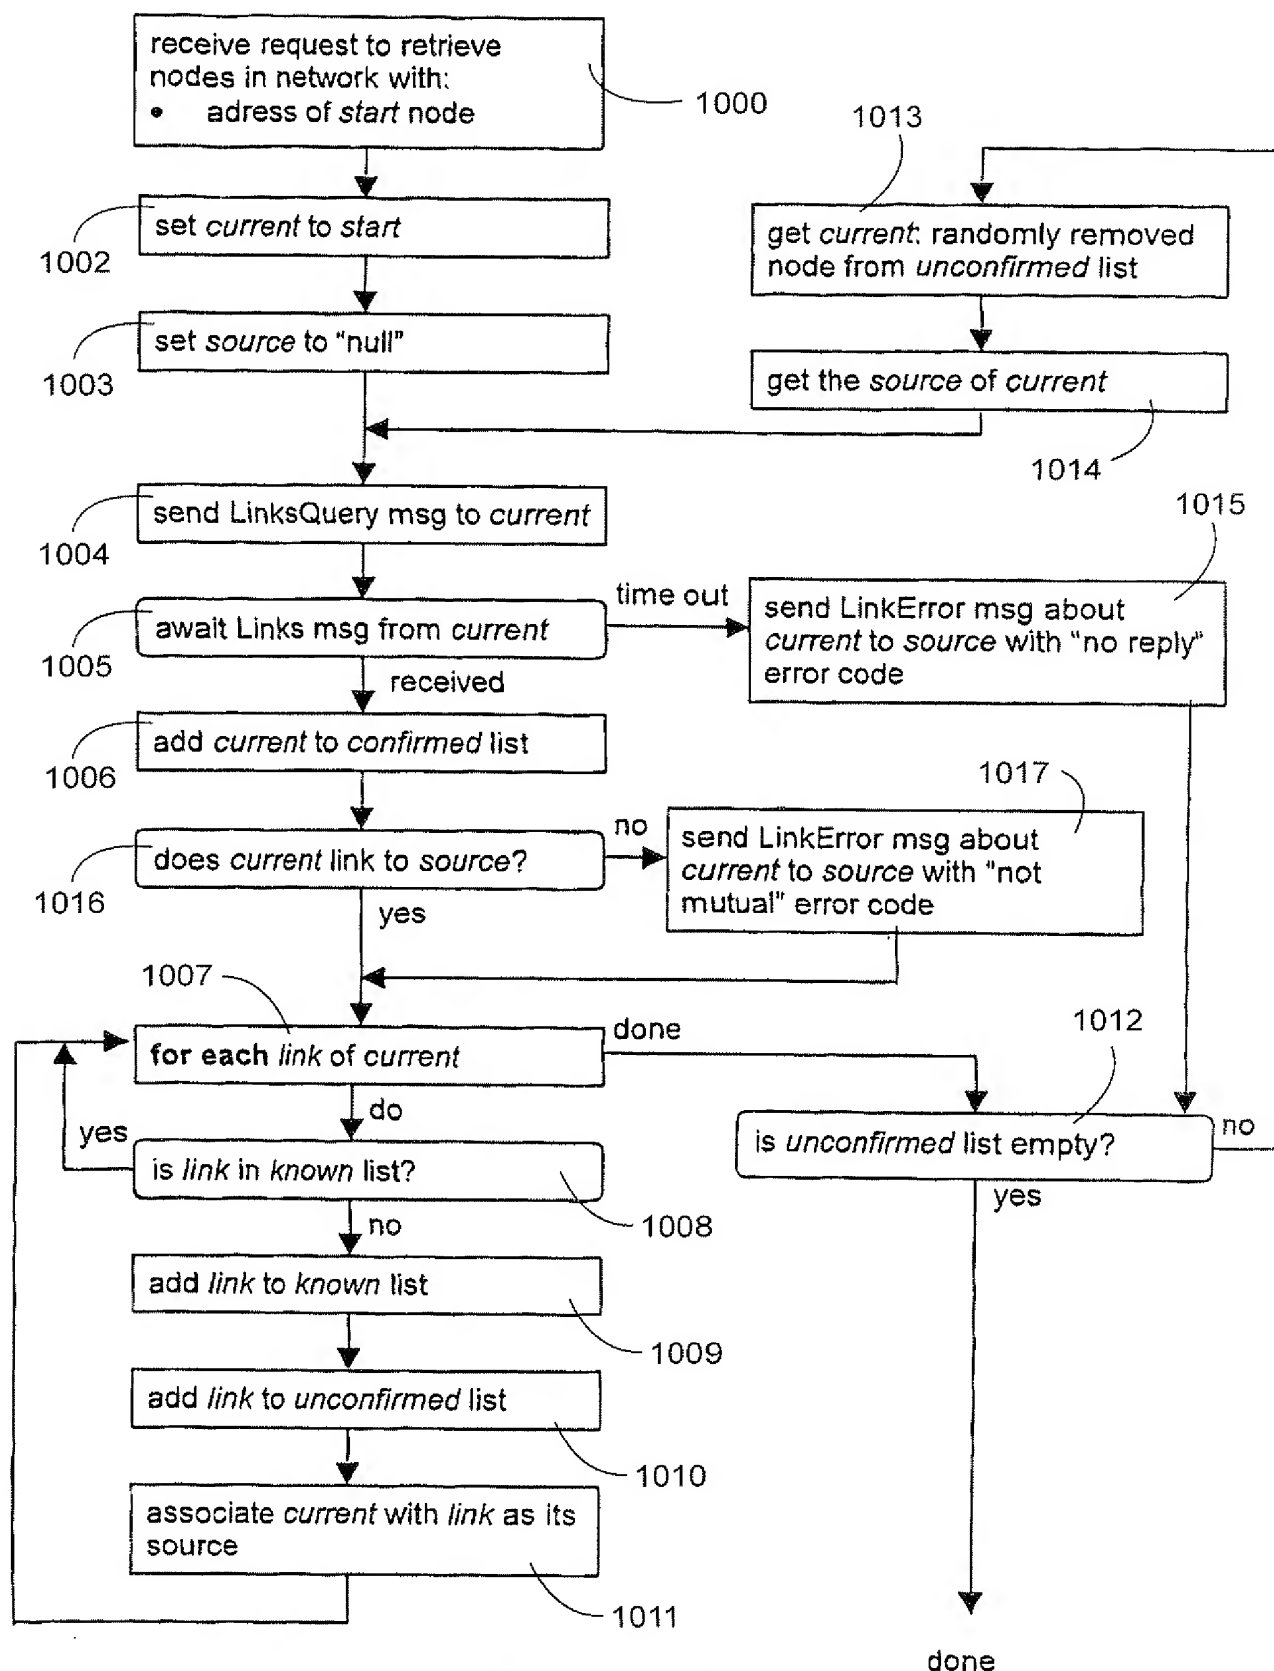 receive request to retrieve
nodes in network with:
• adress of start node
1000
1013
set current to start
1002
get current: randomly removed
node from unconfirmed list
set source to “null”
1003
get the source of current
1014
send LinksQuery msg to current
1004
1015
await Links msg from current
1005
time out
send LinkError msg about
current to source with “no reply”
error code
received
add current to confirmed list
1006
1017
does current link to source?
1016
no
send LinkError msg about
current to source with “not
mutual” error code
yes
1007
for each link of current
done
1012
do
yes
is link in known list?
1008
is unconfirmed list empty?
no
yes
no
add link to known list
1009
add link to unconfirmed list
1010
associate current with link as its
source
1011
done